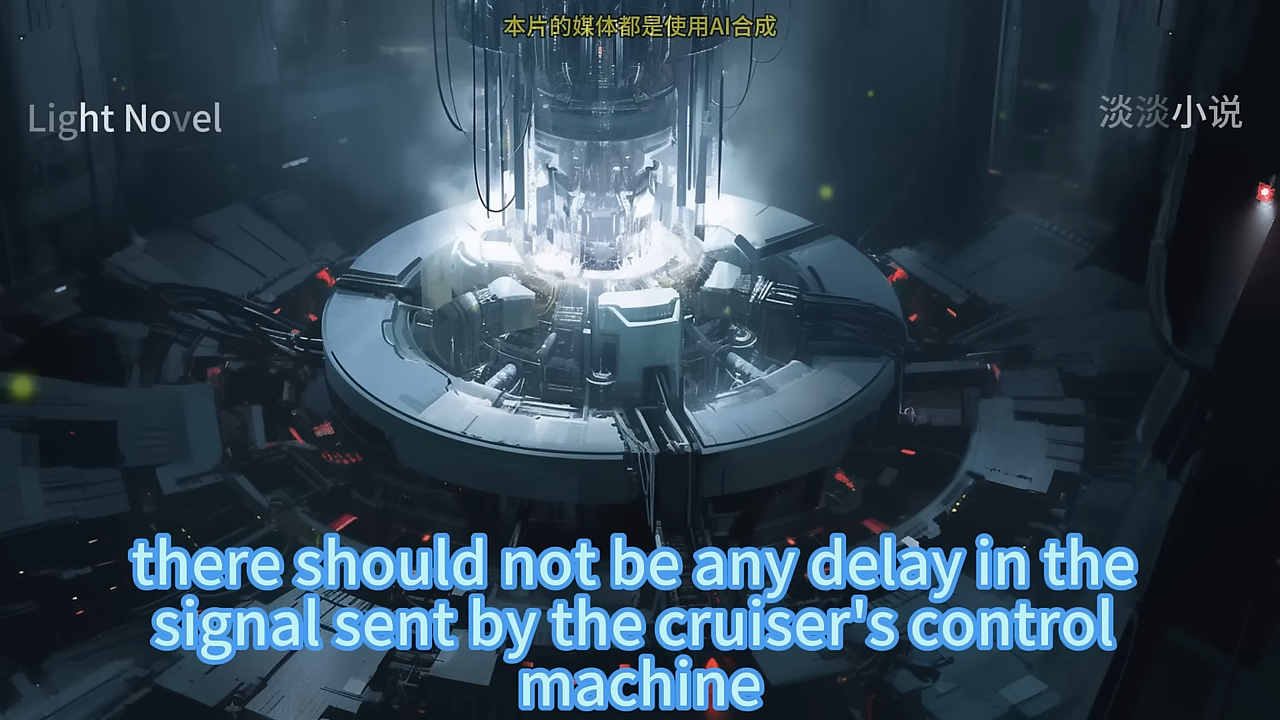 本片的媒体都是使用AI合成
Light Novel
淡淡小说
there should not be any delay in the
signal sent by the cruiser's control
machine